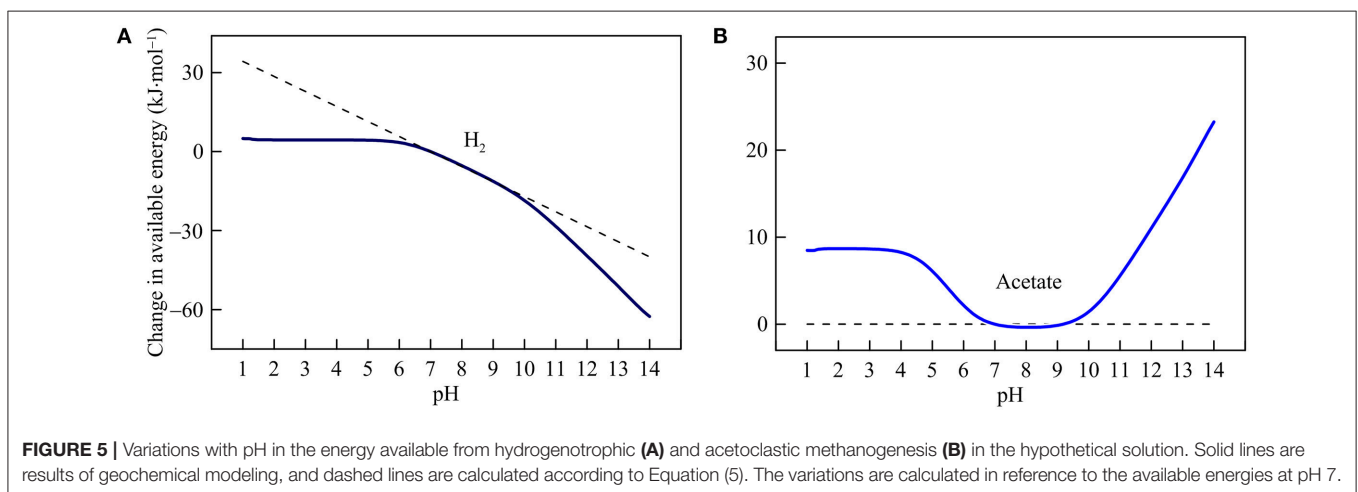 A
B
Change in available energy (kJ·mol⁻¹)
30
0
−30
−60
H₂
1 2 3 4 5 6 7 8 9 10 11 12 13 14
pH
30
20
10
0
Acetate
1 2 3 4 5 6 7 8 9 10 11 12 13 14
pH
FIGURE 5 | Variations with pH in the energy available from hydrogenotrophic (A) and acetoclastic methanogenesis (B) in the hypothetical solution. Solid lines are
results of geochemical modeling, and dashed lines are calculated according to Equation (5). The variations are calculated in reference to the available energies at pH 7.